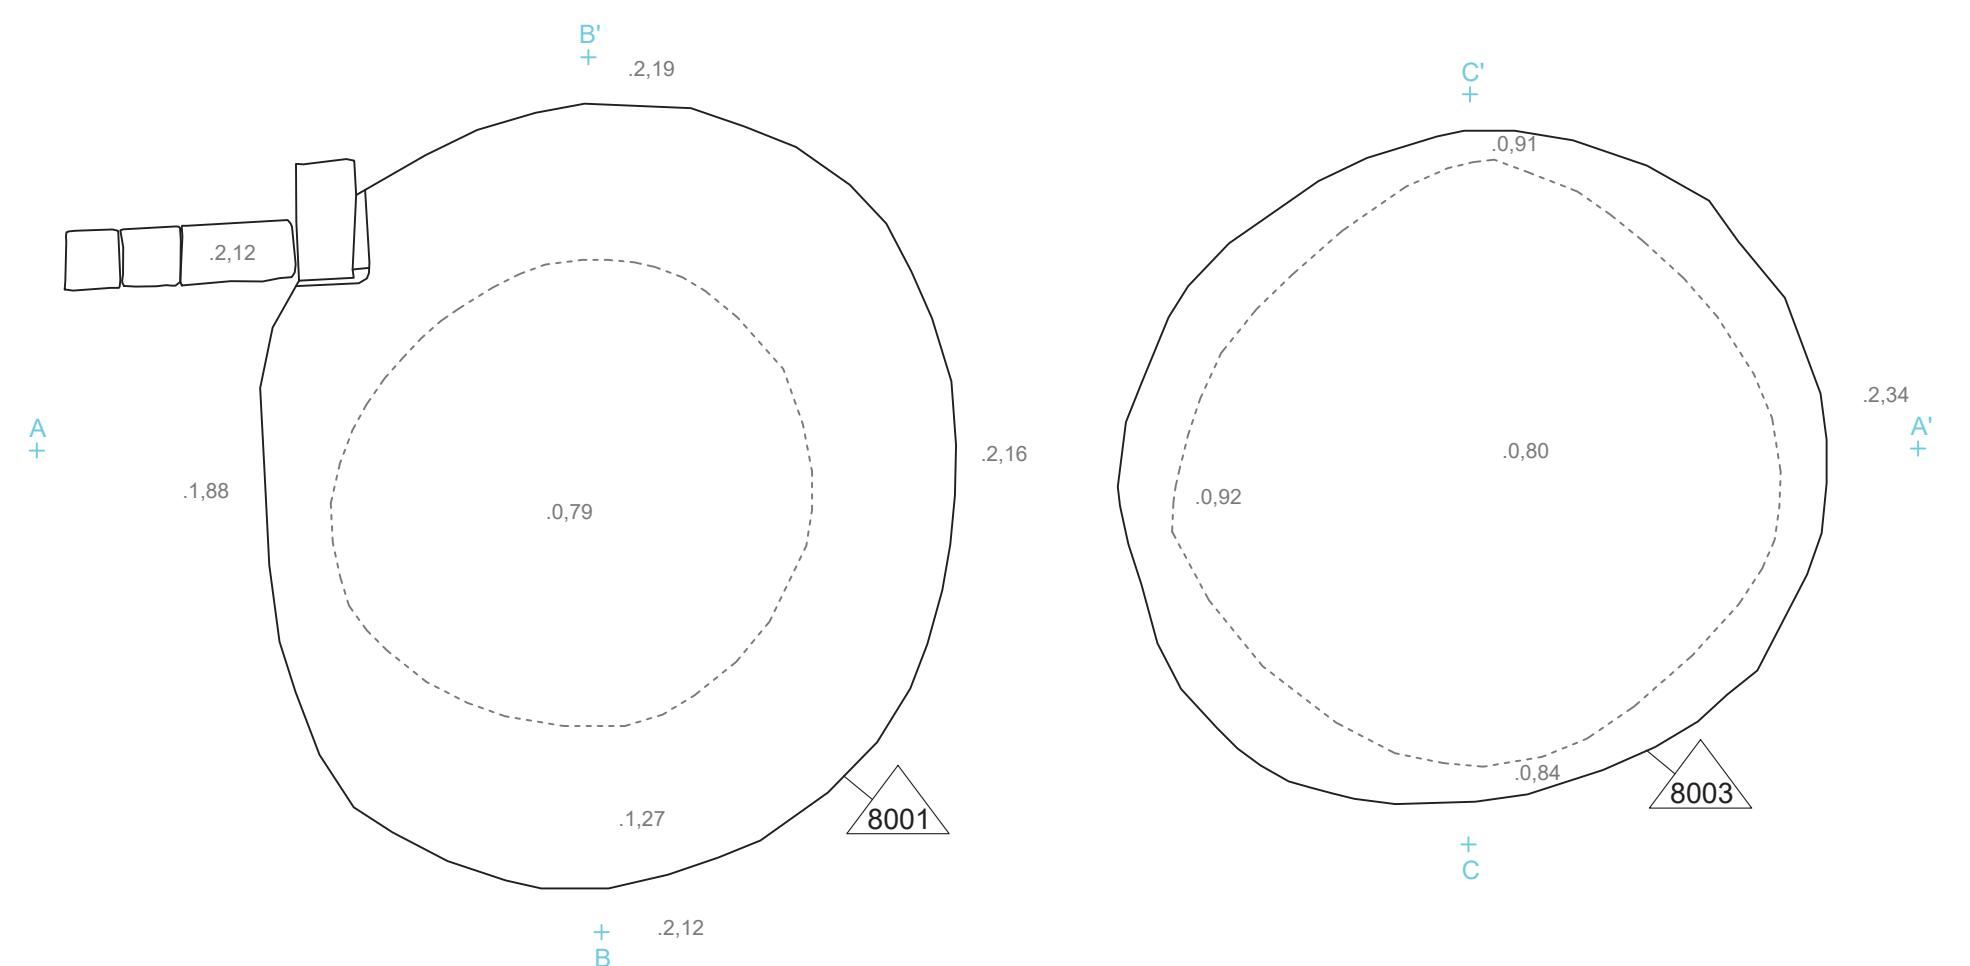 B'
.2,19
C'
.0,91
.2,12
.2,34
A
A'
.2,16
.0,80
.1,88
.0,92
.0,79
.0,84
8003
.1,27
8001
C
.2,12
B